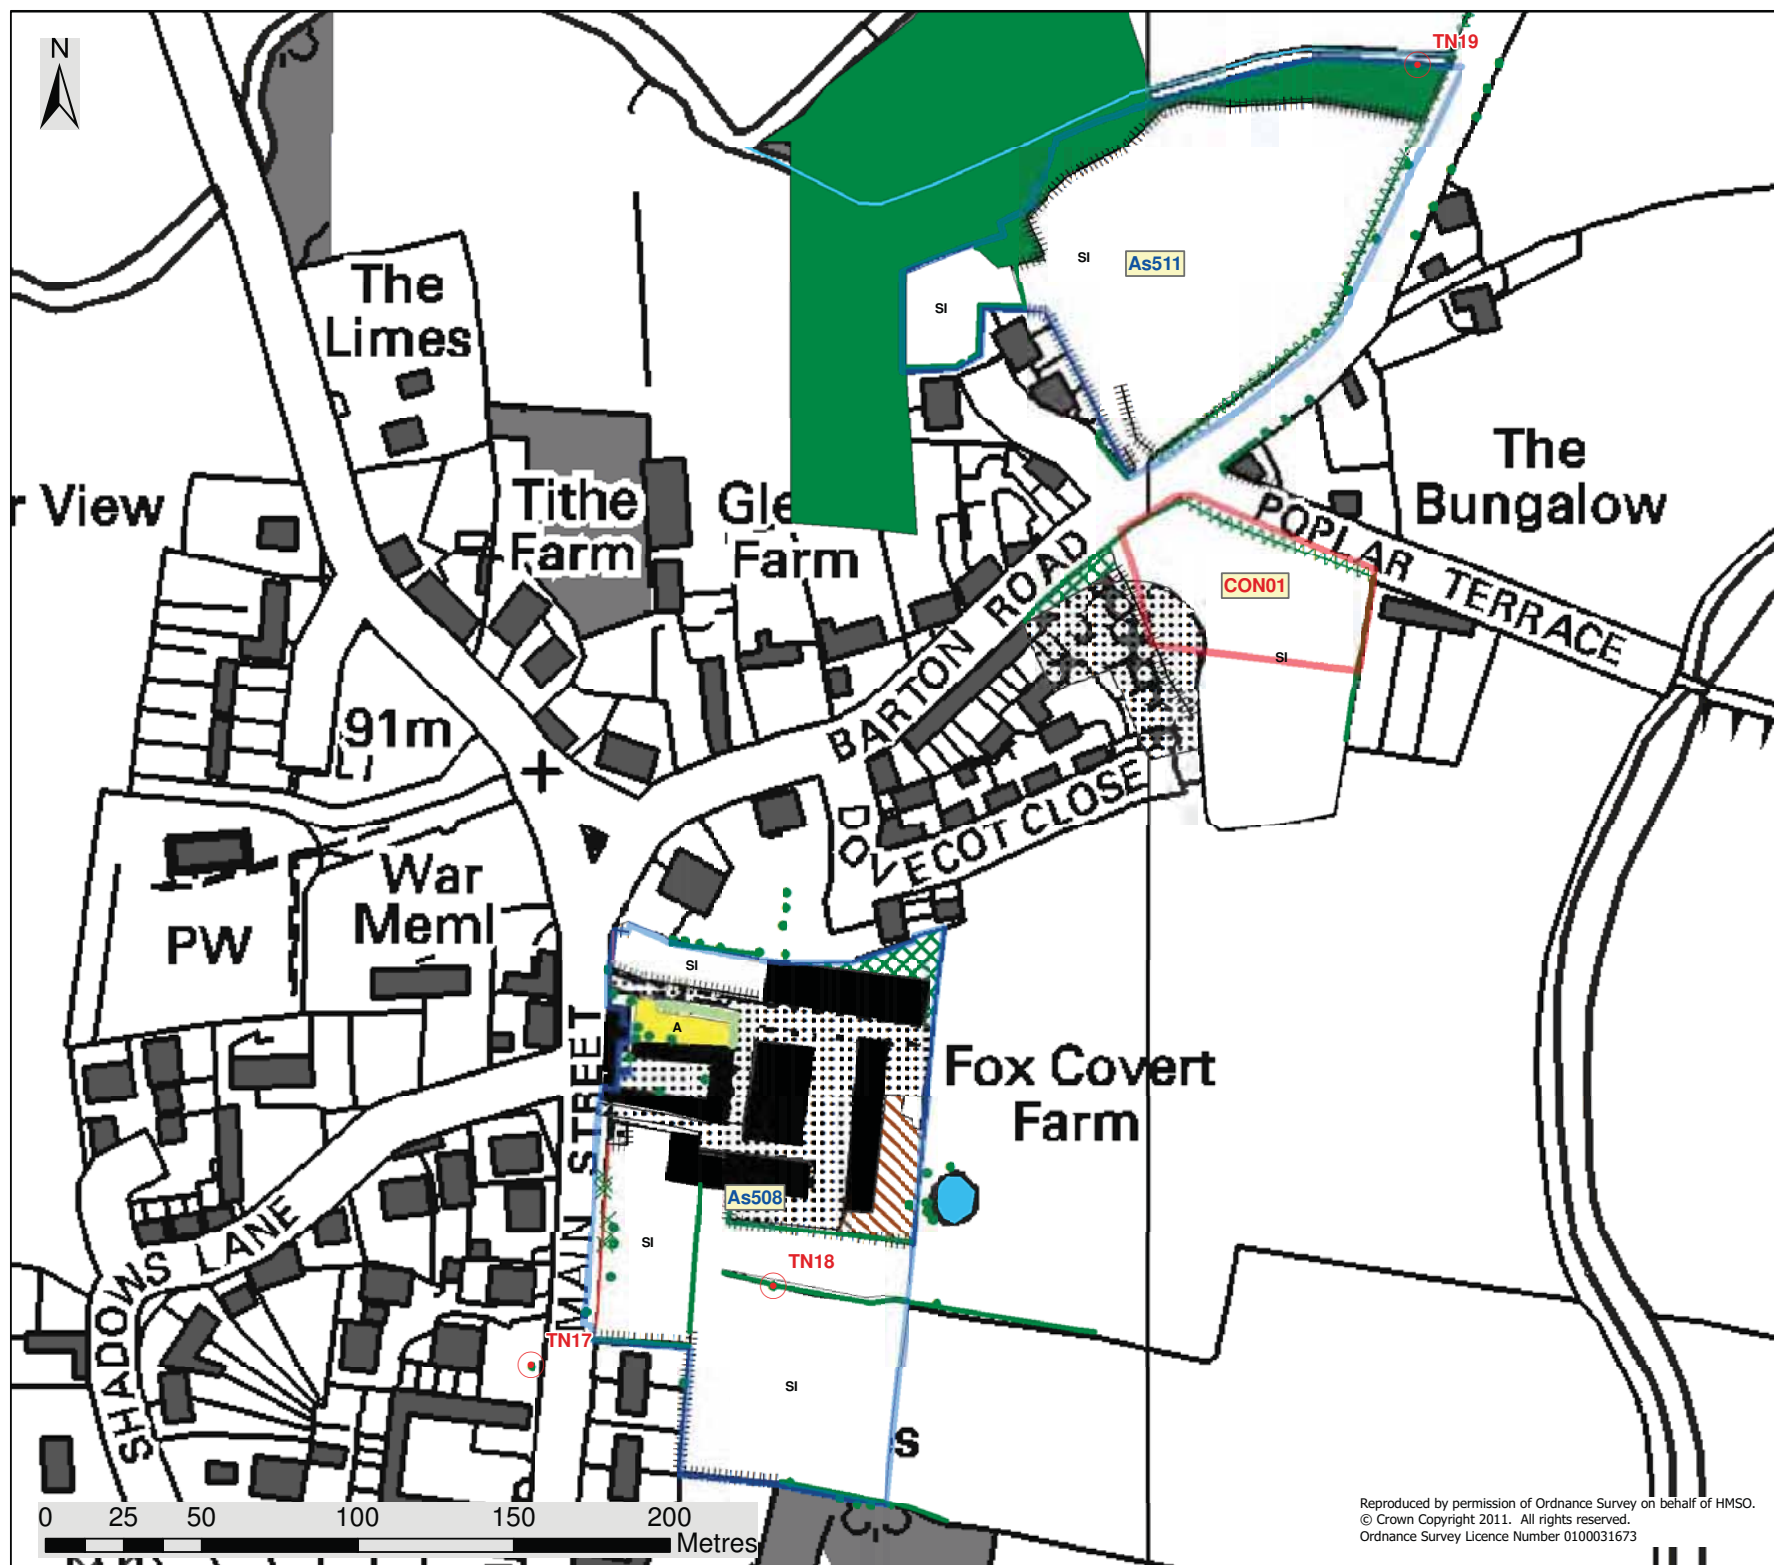 N
TN19
The
Limes
SI
As511
SI
The
Bungalow
r View
Tithe
Farm
Gle
Farm
POPLAR TERRACE
BARTON ROAD
CON01
SI
91m
DOVECOT CLOSE
War
Meml
PW
SI
A
MAIN STREET
Fox Covert
Farm
As508
SI
TN18
SHADOWS LANE
TN17
SI
S
0 25 50 100 150 200
Metres
Reproduced by permission of Ordnance Survey on behalf of HMSO.
© Crown Copyright 2011. All rights reserved.
Ordnance Survey Licence Number 0100031673